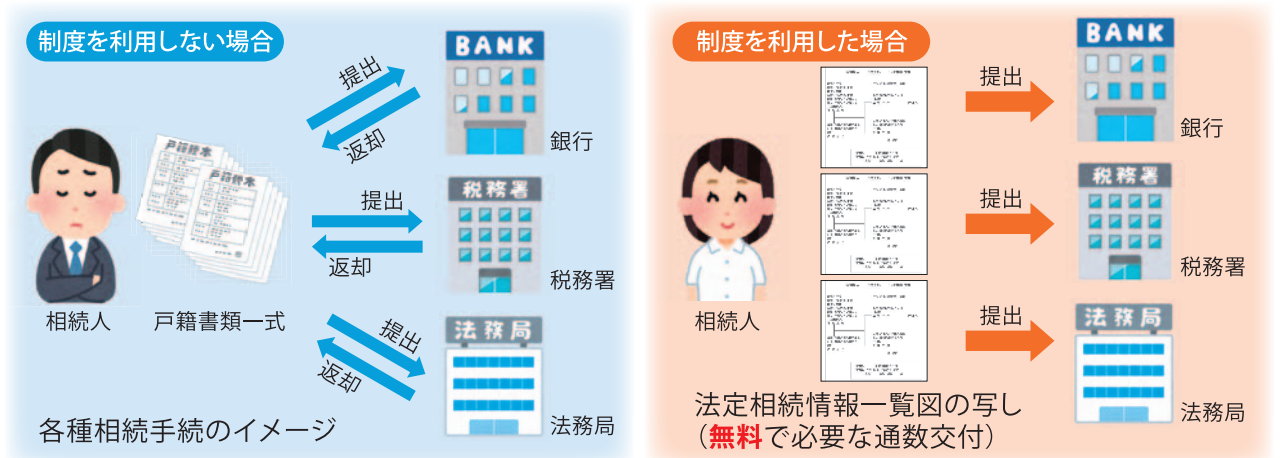 制度を利用しない場合
BANK
提出
返却
銀行
戸籍謄本
戸籍謄本
税務署
提出
返却
税務署
相続人
戸籍書類一式
法務局
提出
返却
法務局
各種相続手続のイメージ
制度を利用した場合
BANK
提出
銀行
税務署
提出
税務署
相続人
法務局
提出
法務局
法定相続情報一覧図の写し
（無料で必要な通数交付）